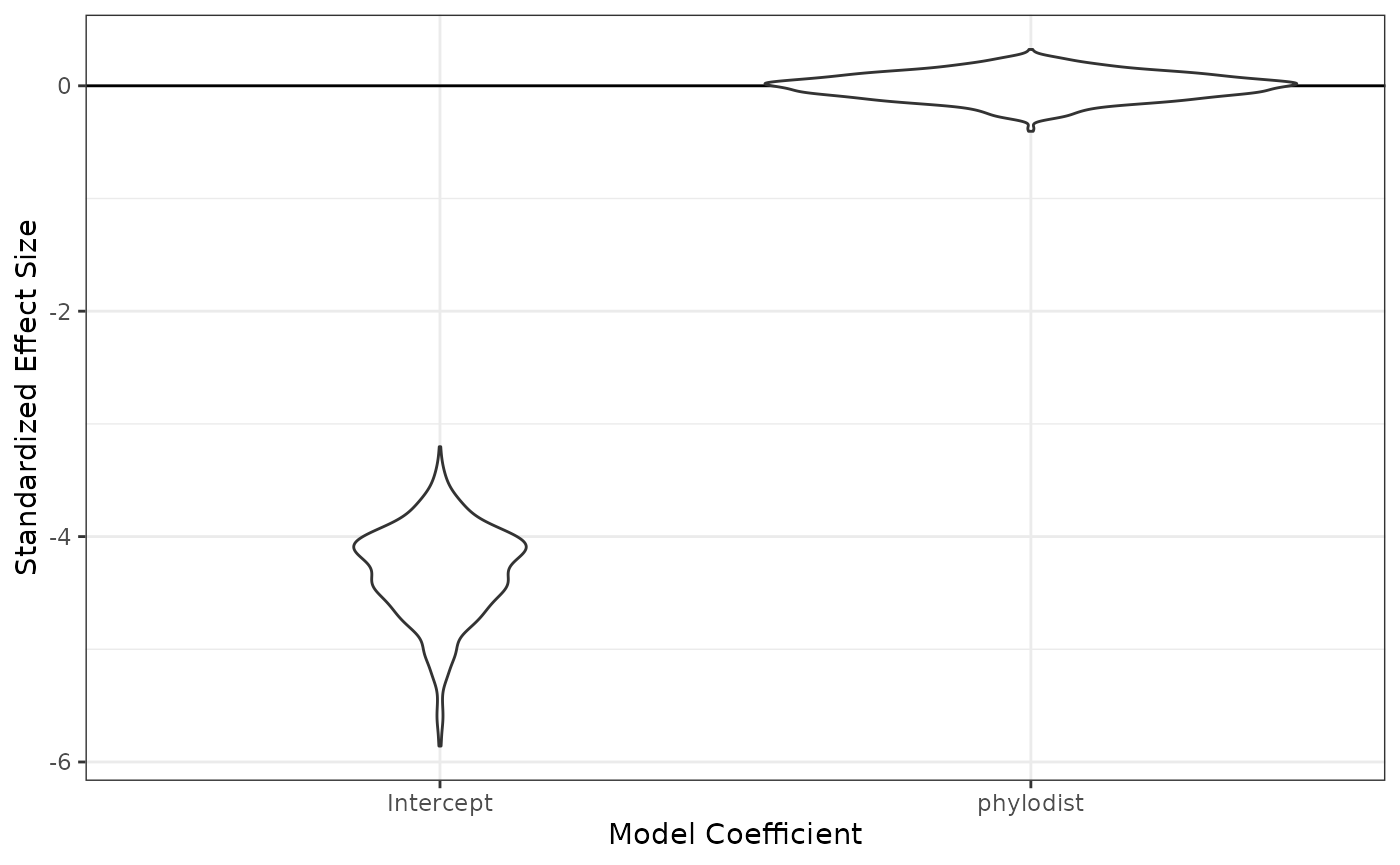 Standardized Effect Size
0
-2
-4
-6
Intercept phylodist
Model Coefficient